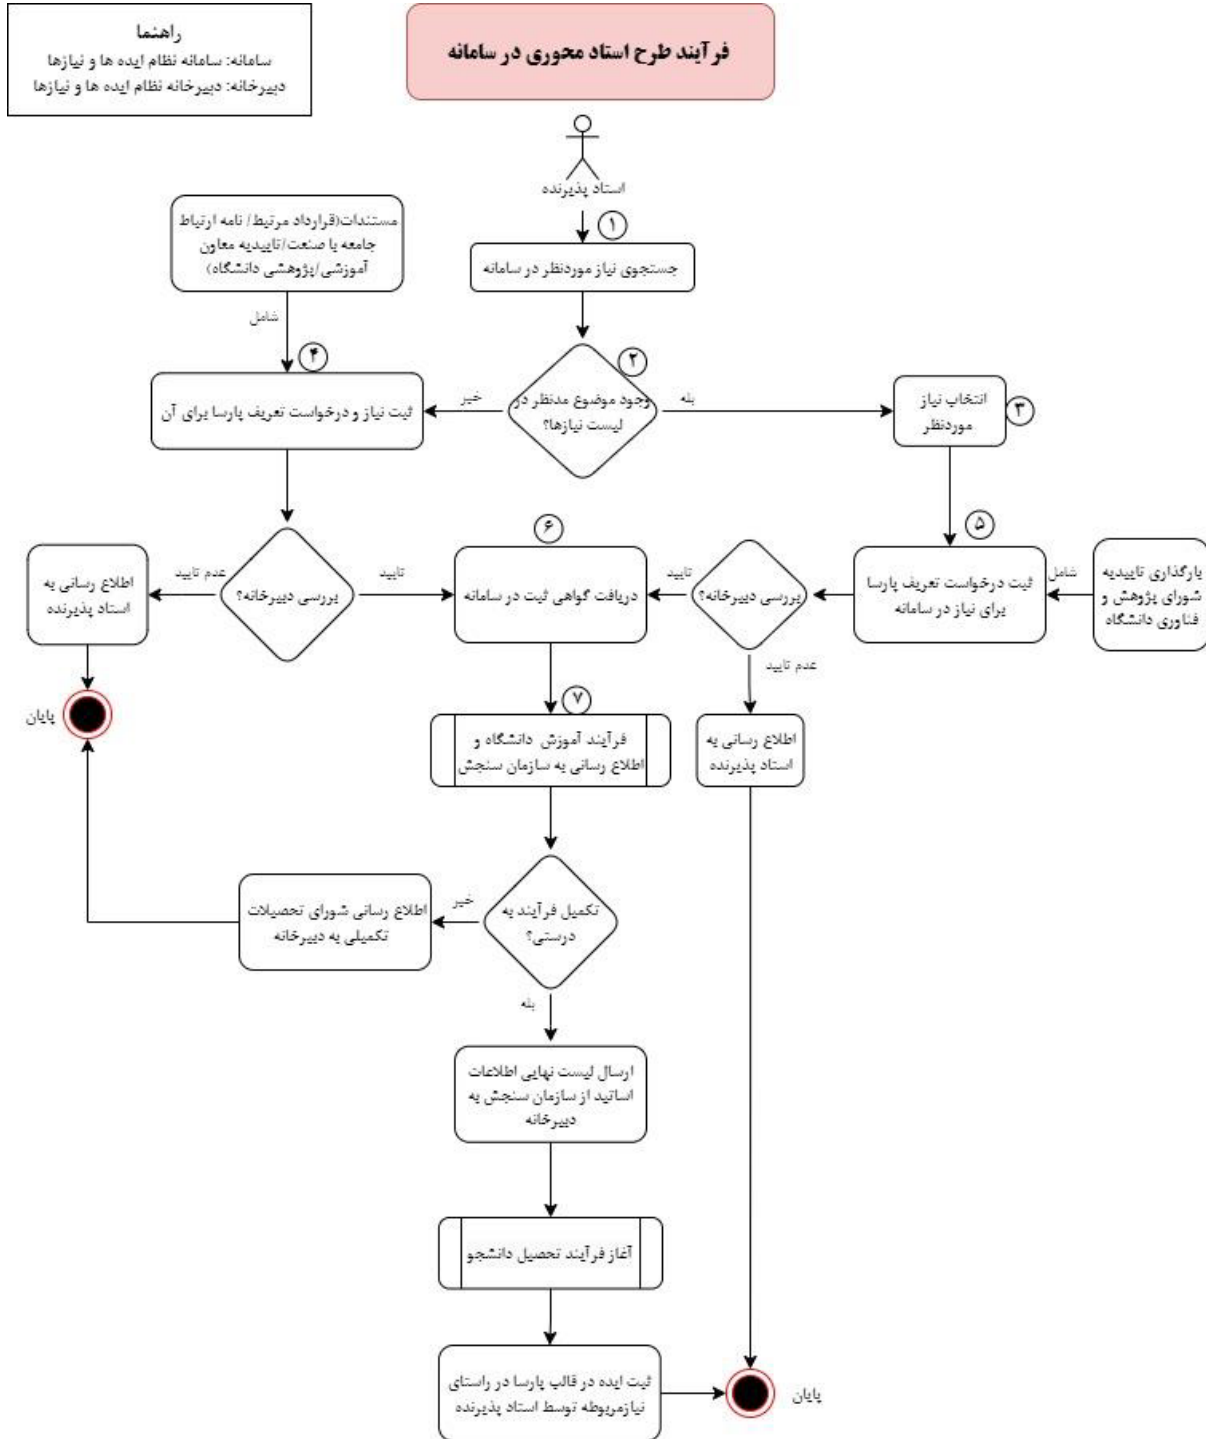 راهنما
سامانه: سامانه نظام ایده ها و نیازها
دبیرخانه: دبیرخانه نظام ایده ها و نیازها
فرآیند طرح استاد محوری در سامانه
استاد پذیرنده
۱
جستجوی نیاز موردنظر در سامانه
مستندات(قرارداد مرتبط/ نامه ارتباط
جامعه با صنعت/تاییدیه معاون
آموزشی/پژوهشی دانشگاه)
شامل
۲
وجود موضوع مدنظر در
لیست نیازها؟
بله
خیر
۳
انتخاب نیاز
موردنظر
۴
ثبت نیاز و درخواست تعریف پارسا برای آن
۵
ثبت درخواست تعریف پارسا
برای نیاز در سامانه
شامل
بارگذاری تاییدیه
شورای پژوهش و
فناوری دانشگاه
بررسی دبیرخانه؟
تایید
عدم تایید
اطلاع رسانی به
استاد پذیرنده
۶
دریافت گواهی ثبت در سامانه
بررسی دبیرخانه؟
تایید
عدم تایید
اطلاع رسانی به
استاد پذیرنده
پایان
۷
فرآیند آموزش دانشگاه و
اطلاع رسانی به سازمان سنجش
تکمیل فرآیند به
درستی؟
خیر
اطلاع رسانی شورای تحصیلات
تکمیلی به دبیرخانه
بله
ارسال لیست نهایی اطلاعات
اساتید از سازمان سنجش به
دبیرخانه
آغاز فرآیند تحصیل دانشجو
ثبت ایده در قالب پارسا در راستای
نیازمربوطه توسط استاد پذیرنده
پایان